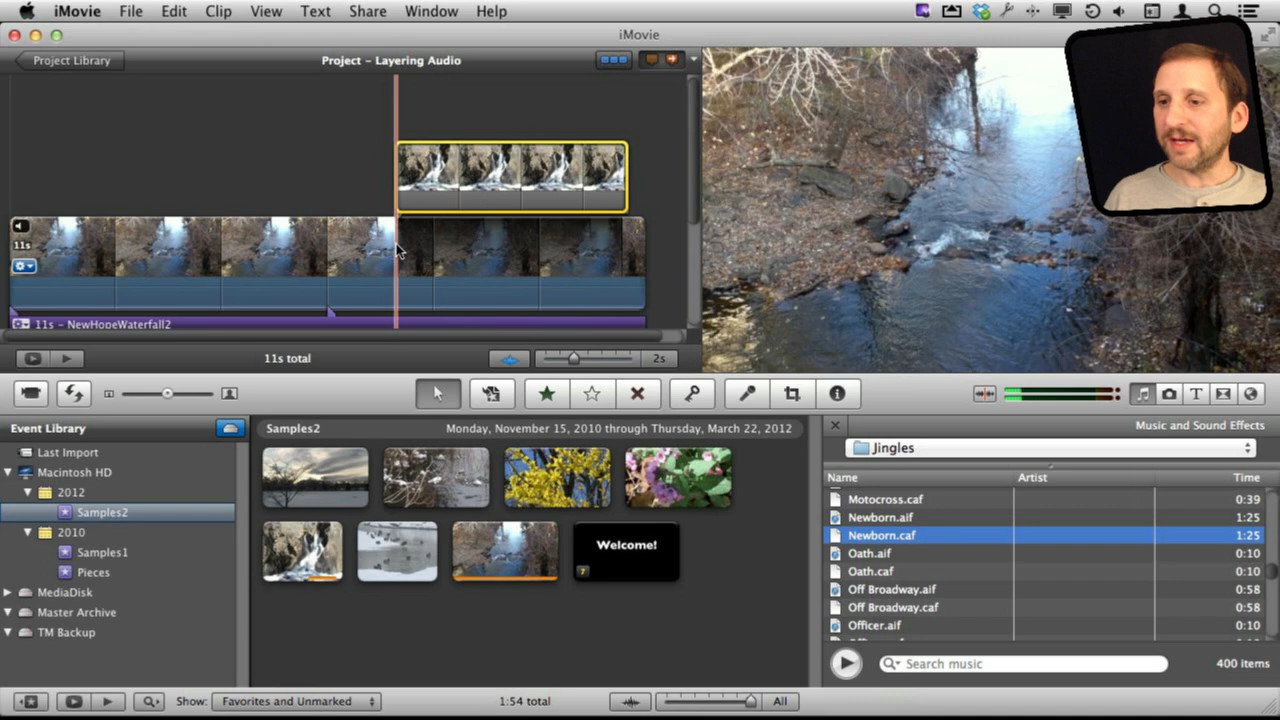 iMovie File Edit Clip View Text Share Window Help
iMovie
Project Library
Project – Layering Audio
11s
11s – NewHopeWaterfall2
11s total
2s
Event Library
Last Import
Macintosh HD
2012
Samples2
2010
Samples1
Pieces
MediaDisk
Master Archive
TM Backup
Samples2
Monday, November 15, 2010 through Thursday, March 22, 2012
Welcome!
7
Music and Sound Effects
Jingles
Name Artist Time
Motocross.caf 0:39
Newborn.aif 1:25
Newborn.caf 1:25
Oath.aif 0:10
Oath.caf 0:10
Off Broadway.aif 0:58
Off Broadway.caf 0:58
Officer.aif 0:10
Search music
400 items
Show: Favorites and Unmarked
1:54 total
All